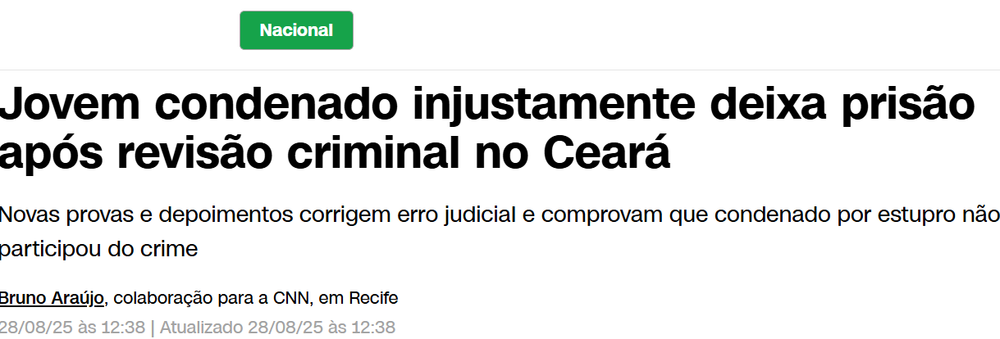 Nacional
Jovem condenado injustamente deixa prisão
após revisão criminal no Ceará
Novas provas e depoimentos corrigem erro judicial e comprovam que condenado por estupro não
participou do crime
Bruno Araújo, colaboração para a CNN, em Recife
28/08/25 às 12:38 | Atualizado 28/08/25 às 12:38